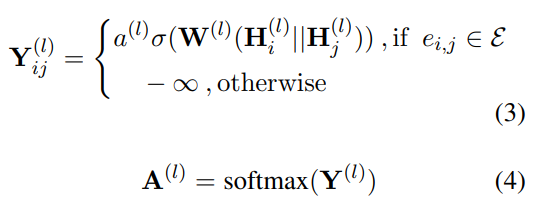 Y_{ij}^{(l)} = { a^{(l)}σ(W^{(l)}(H_i^{(l)}||H_j^{(l)})) ,if e_{i,j} ∈ ℰ
− ∞ ,otherwise
(3)
A^{(l)} = softmax(Y^{(l)}) (4)